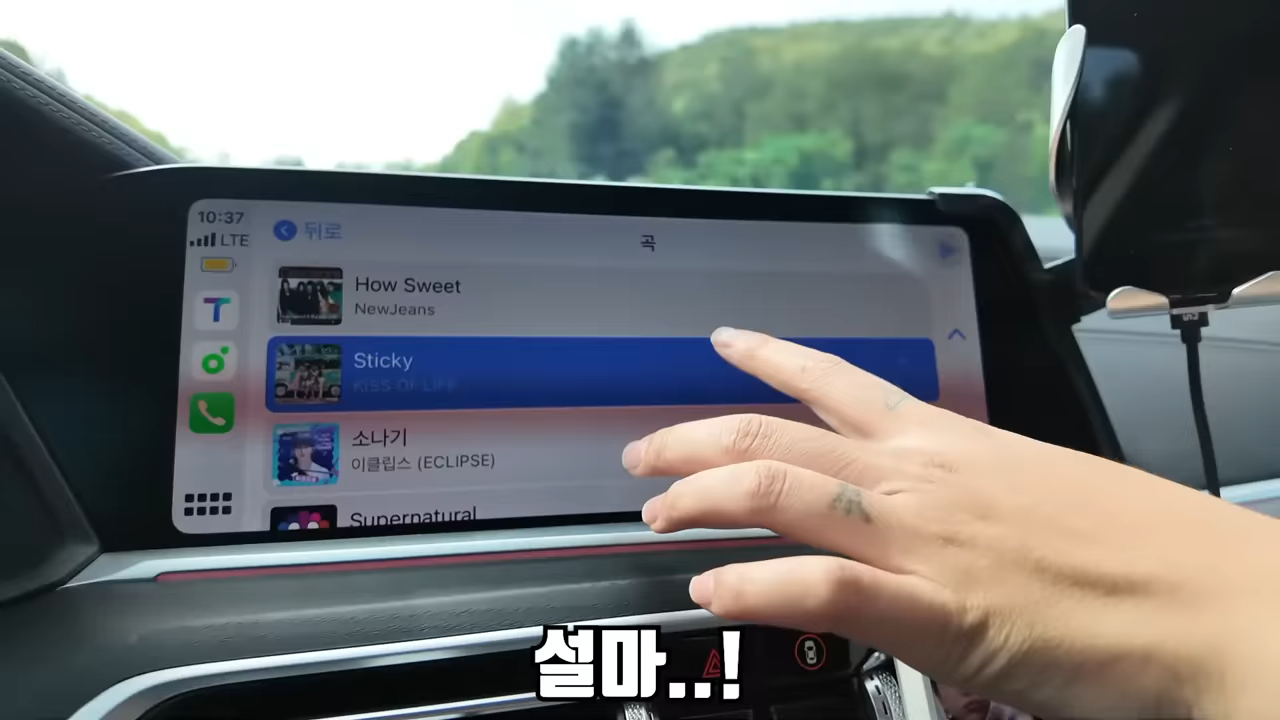 10:37
LTE
뒤로
곡
How Sweet
NewJeans
Sticky
KISS OF LIFE
소나기
이클립스 (ECLIPSE)
Supernatural
설마..!